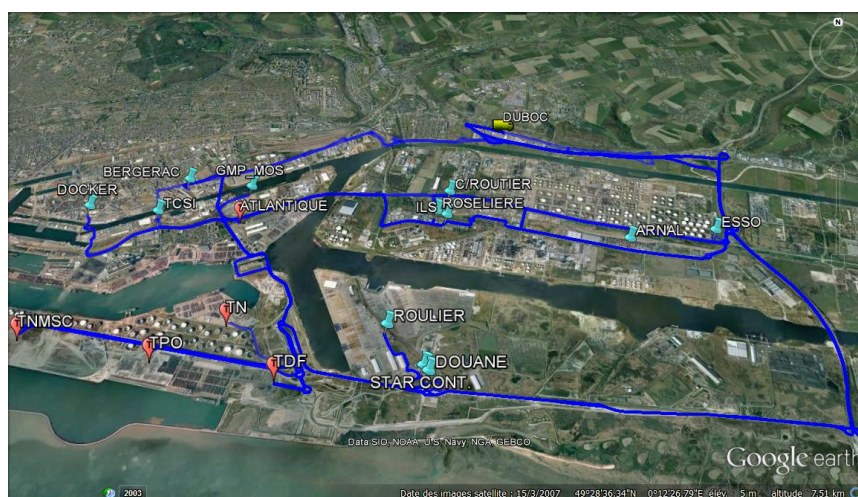 N
DUBOC
BERGERAC
GMP_MOS
DOCKER
TCSI
ATLANTIQUE
C/ROUTIER
ILS
ROSELIERE
ARNAL
ESSO
TN
ROULIER
TNMSC
TPO
TDF
DOUANE
STAR CONT.
Data SIO, NOAA, U.S. Navy, NGA, GEBCO
Google earth
2003
Date des images satellite : 15/3/2007 49°28'36.34"N 0°12'26.79"E élév. 5 m altitude 7.51 km